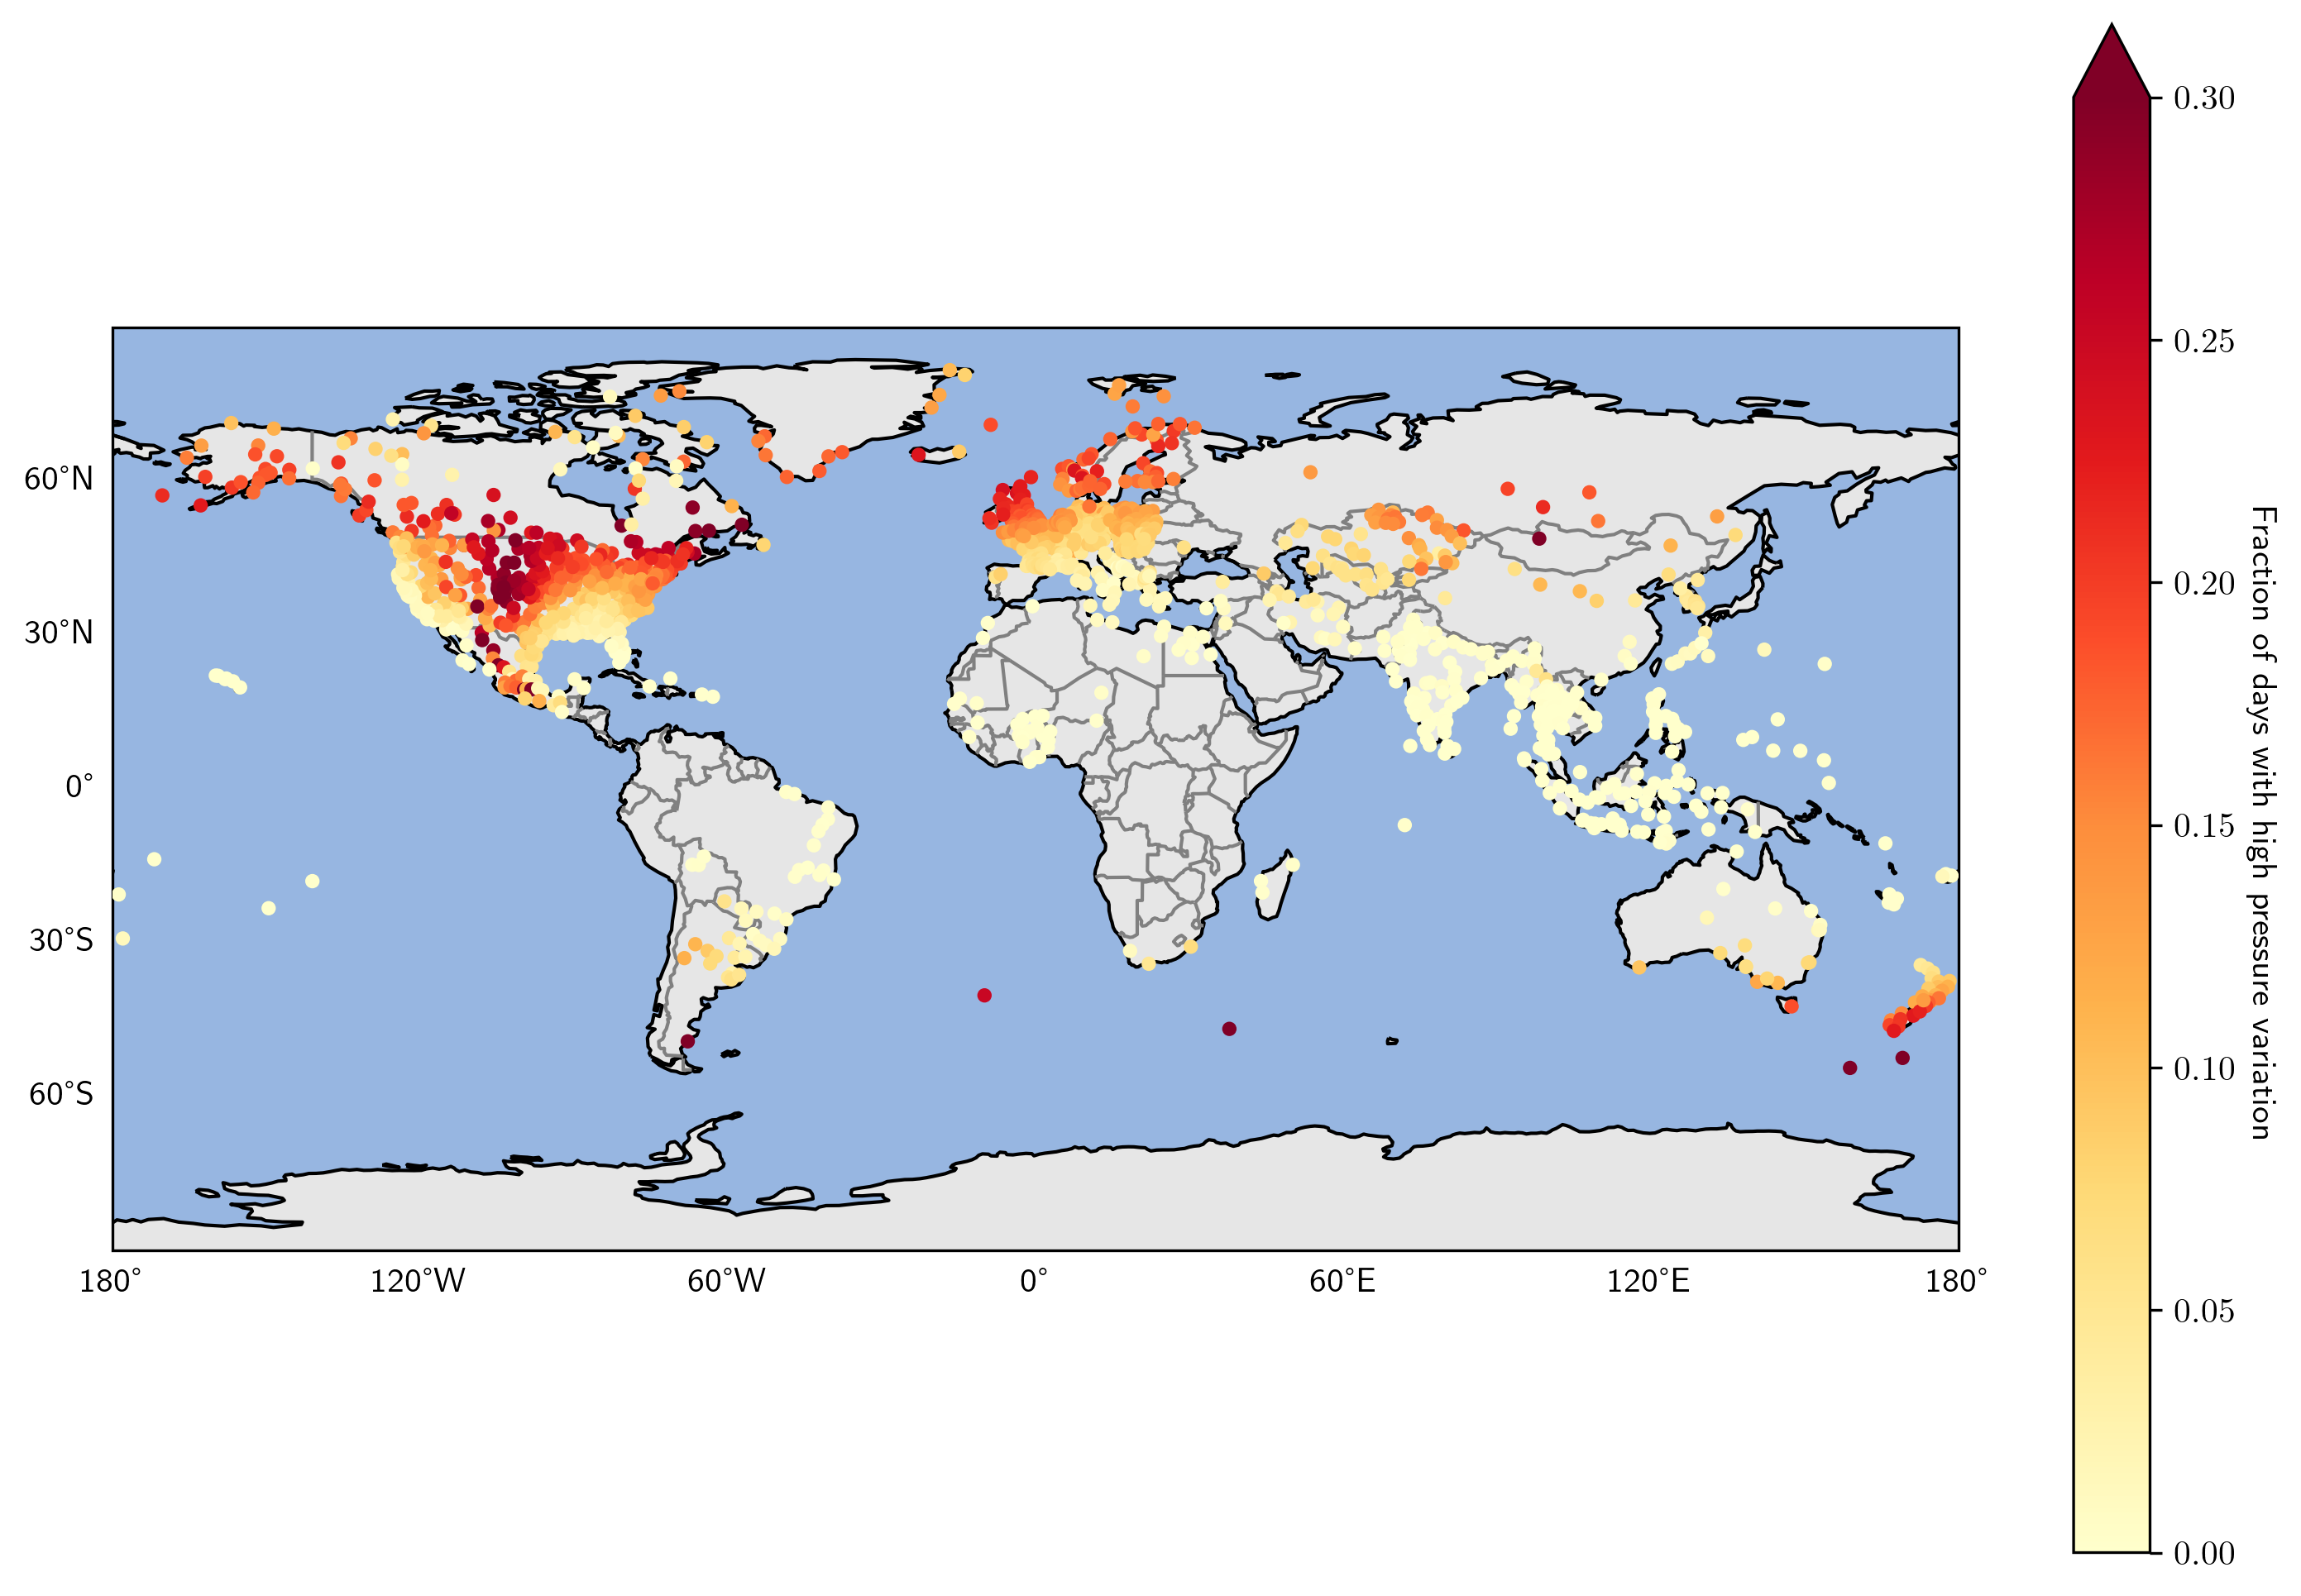 60°N
30°N
0°
30°S
60°S
180°
120°W
60°W
0°
60°E
120°E
180°
0.30
0.25
0.20
0.15
0.10
0.05
0.00
Fraction of days with high pressure variation